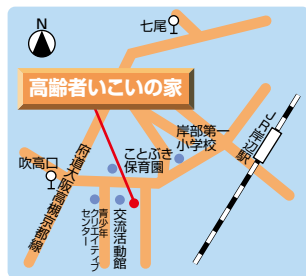 七尾
N
高齢者いこいの家
岸部第一
小学校
JR岸辺駅
ことぶき
保育園
吹高口
府道大阪高槻京都線
青少年
クリエイティブ
センター
交流活動館